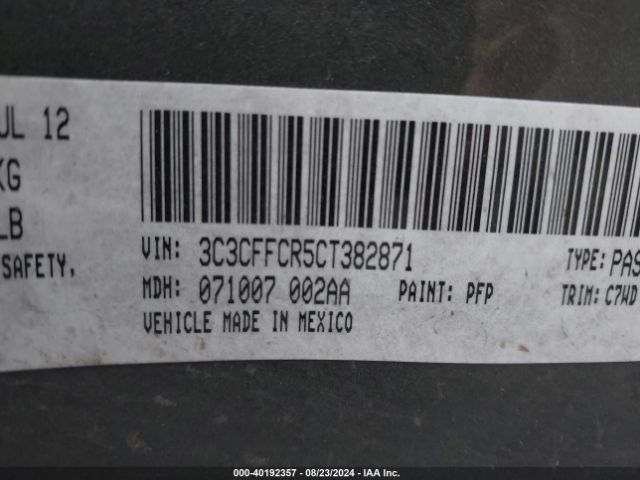 UL 12
KG
LB
SAFETY,
VIN: 3C3CFFCR5CT382871 TYPE: PAS
MDH: 071007 002AA PAINT: PFP TRIM: C7WD
VEHICLE MADE IN MEXICO
000-40192357 - 08/23/2024 - IAA Inc.